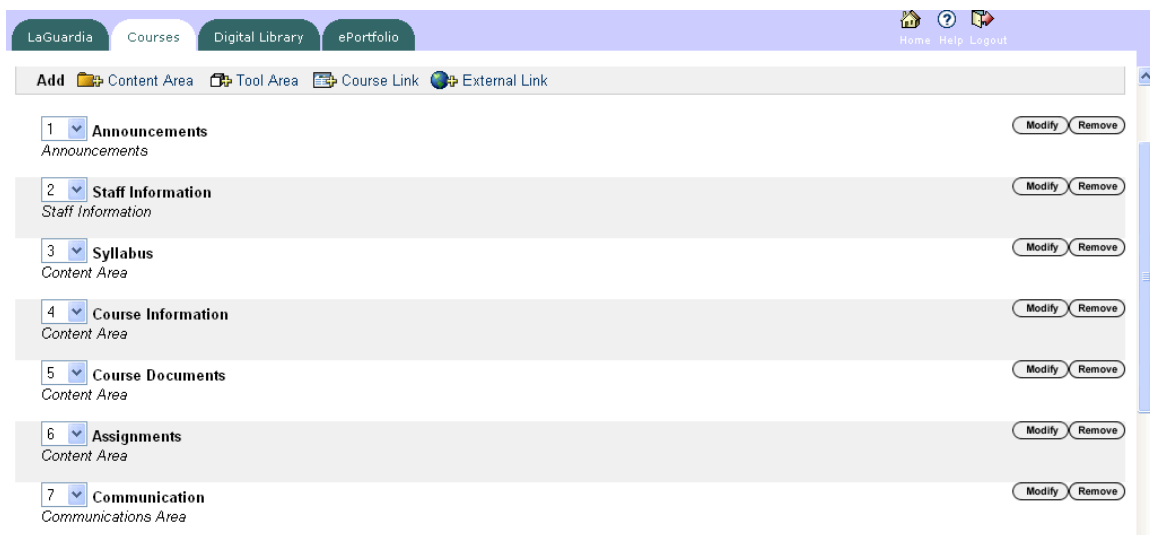 LaGuardia Courses Digital Library ePortfolio
Home Help Logout
Add Content Area Tool Area Course Link External Link
1 Announcements Modify Remove
Announcements
2 Staff Information Modify Remove
Staff Information
3 Syllabus Modify Remove
Content Area
4 Course Information Modify Remove
Content Area
5 Course Documents Modify Remove
Content Area
6 Assignments Modify Remove
Content Area
7 Communication Modify Remove
Communications Area